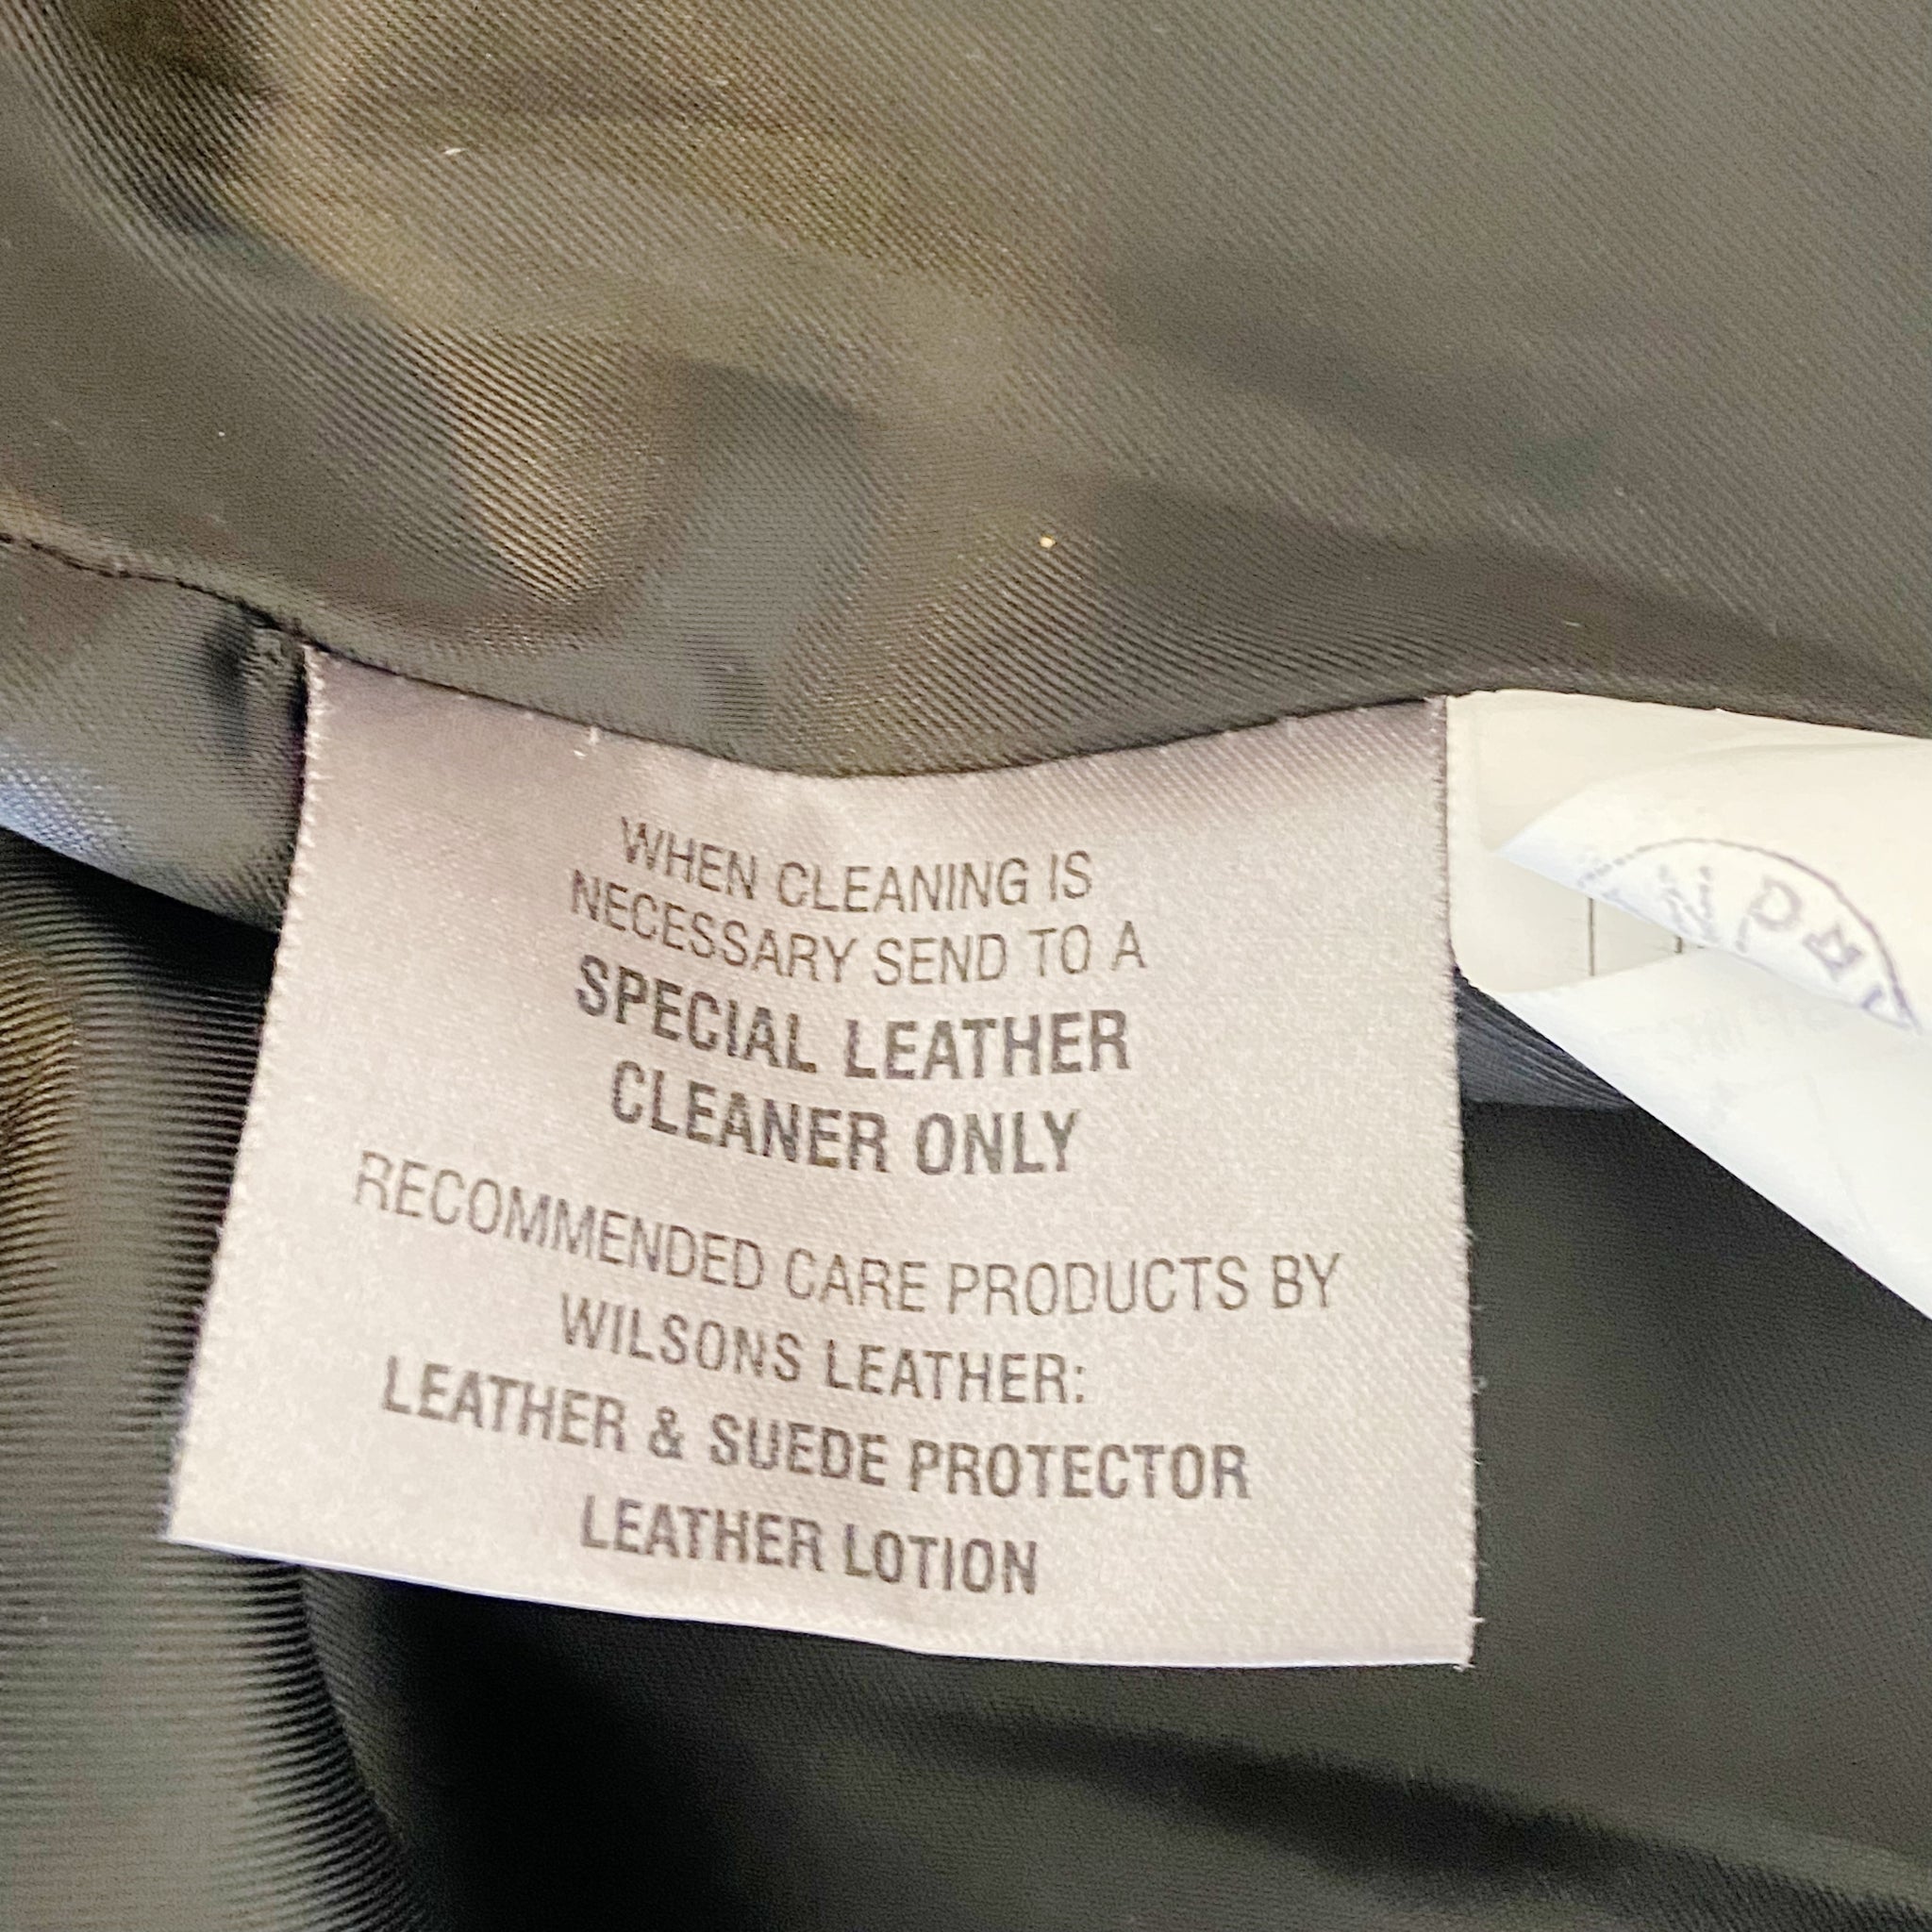 WHEN CLEANING IS
NECESSARY SEND TO A
SPECIAL LEATHER
CLEANER ONLY
RECOMMENDED CARE PRODUCTS BY
WILSONS LEATHER:
LEATHER & SUEDE PROTECTOR
LEATHER LOTION